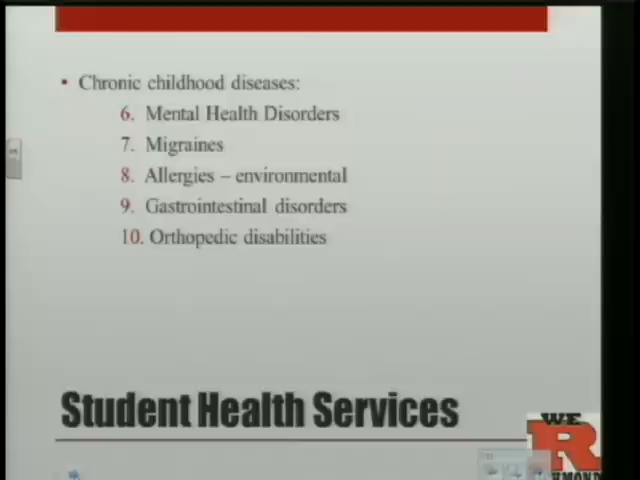 • Chronic childhood diseases:
6. Mental Health Disorders
7. Migraines
8. Allergies – environmental
9. Gastrointestinal disorders
10. Orthopedic disabilities
Student Health Services
WE
R